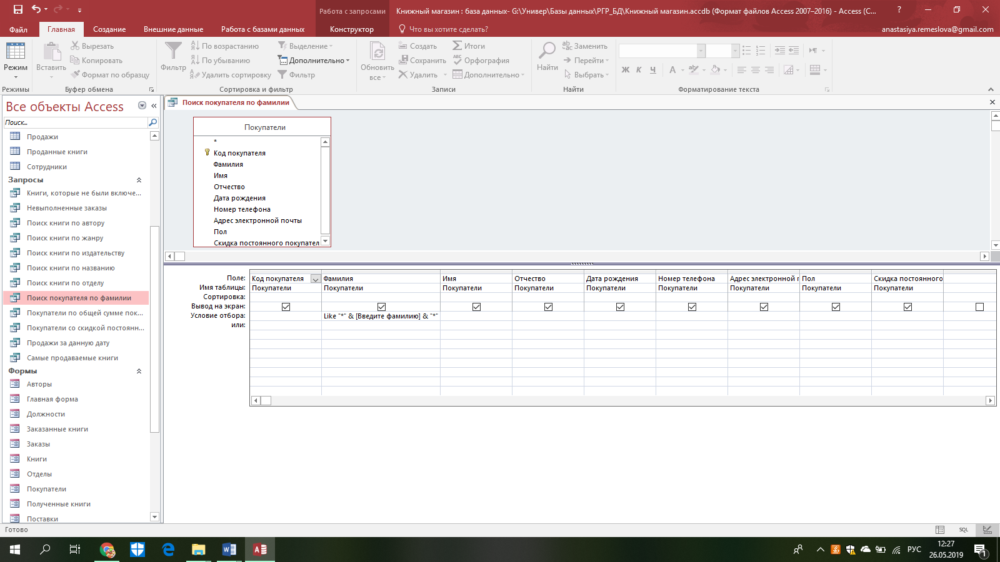 Работа с запросами
Книжный магазин : база данных- G:\Универ\Базы данных\РГР_БД\Книжный магазин.accdb (Формат файлов Access 2007–2016) - Access (С...
?
Файл
Главная
Создание
Внешние данные
Работа с базами данных
Конструктор
Что вы хотите сделать?
anastasiya.remeslova@gmail.com
Режим
Режимы
Вставить
Вырезать
Копировать
Формат по образцу
Буфер обмена
Фильтр
По возрастанию
По убыванию
Удалить сортировку
Выделение
Дополнительно
Фильтр
Сортировка и фильтр
Обновить все
Создать
Сохранить
Удалить
Итоги
Орфография
Дополнительно
Записи
Найти
Заменить
Перейти
Выбрать
Найти
Ж К Ч
Форматирование текста
Все объекты Access
Поиск...
Продажи
Проданные книги
Сотрудники
Запросы
Книги, которые не были включе...
Невыполненные заказы
Поиск книги по автору
Поиск книги по жанру
Поиск книги по издательству
Поиск книги по названию
Поиск книги по отделу
Поиск покупателя по фамилии
Покупатели по общей сумме пок...
Покупатели со скидкой постоянн...
Продажи за данную дату
Самые продаваемые книги
Формы
Авторы
Главная форма
Должности
Заказанные книги
Заказы
Книги
Отделы
Покупатели
Полученные книги
Поставки
Поиск покупателя по фамилии
Покупатели
*
Код покупателя
Фамилия
Имя
Отчество
Дата рождения
Номер телефона
Адрес электронной почты
Пол
Скидка постоянного покупател
Поле: Код покупателя Фамилия Имя Отчество Дата рождения Номер телефона Адрес электронной п Пол Скидка постоянного
Имя таблицы: Покупатели Покупатели Покупатели Покупатели Покупатели Покупатели Покупатели Покупатели Покупатели
Сортировка:
Вывод на экран:
Условие отбора: Like "*" & [Введите фамилию] & "*"
или:
Готово
SQL
РУС
12:27
26.05.2019
1